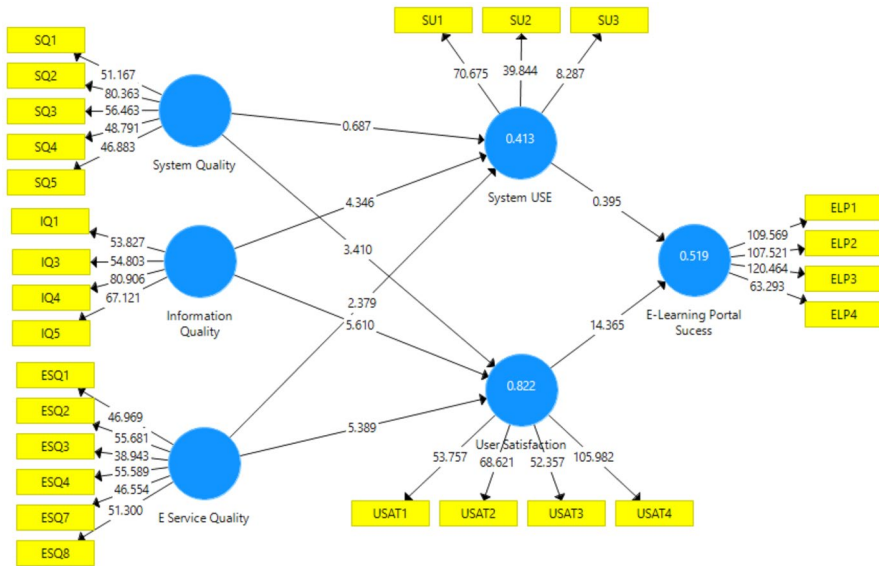 SU1
SU2
SU3
SQ1
SQ2
SQ3
SQ4
SQ5
51.167
80.363
56.463
48.791
46.883
System Quality
70.675
39.844
8.287
0.413
System USE
0.687
4.346
3.410
2.379
5.610
5.389
0.395
14.365
IQ1
IQ3
IQ4
IQ5
53.827
54.803
80.906
67.121
Information
Quality
ELP1
ELP2
ELP3
ELP4
109.569
107.521
120.464
63.293
0.519
E-Learning Portal
Sucess
ESQ1
ESQ2
ESQ3
ESQ4
ESQ7
ESQ8
46.969
55.681
38.943
55.589
46.554
51.300
E Service Quality
0.822
User Satisfaction
53.757
68.621
52.357
105.982
USAT1
USAT2
USAT3
USAT4